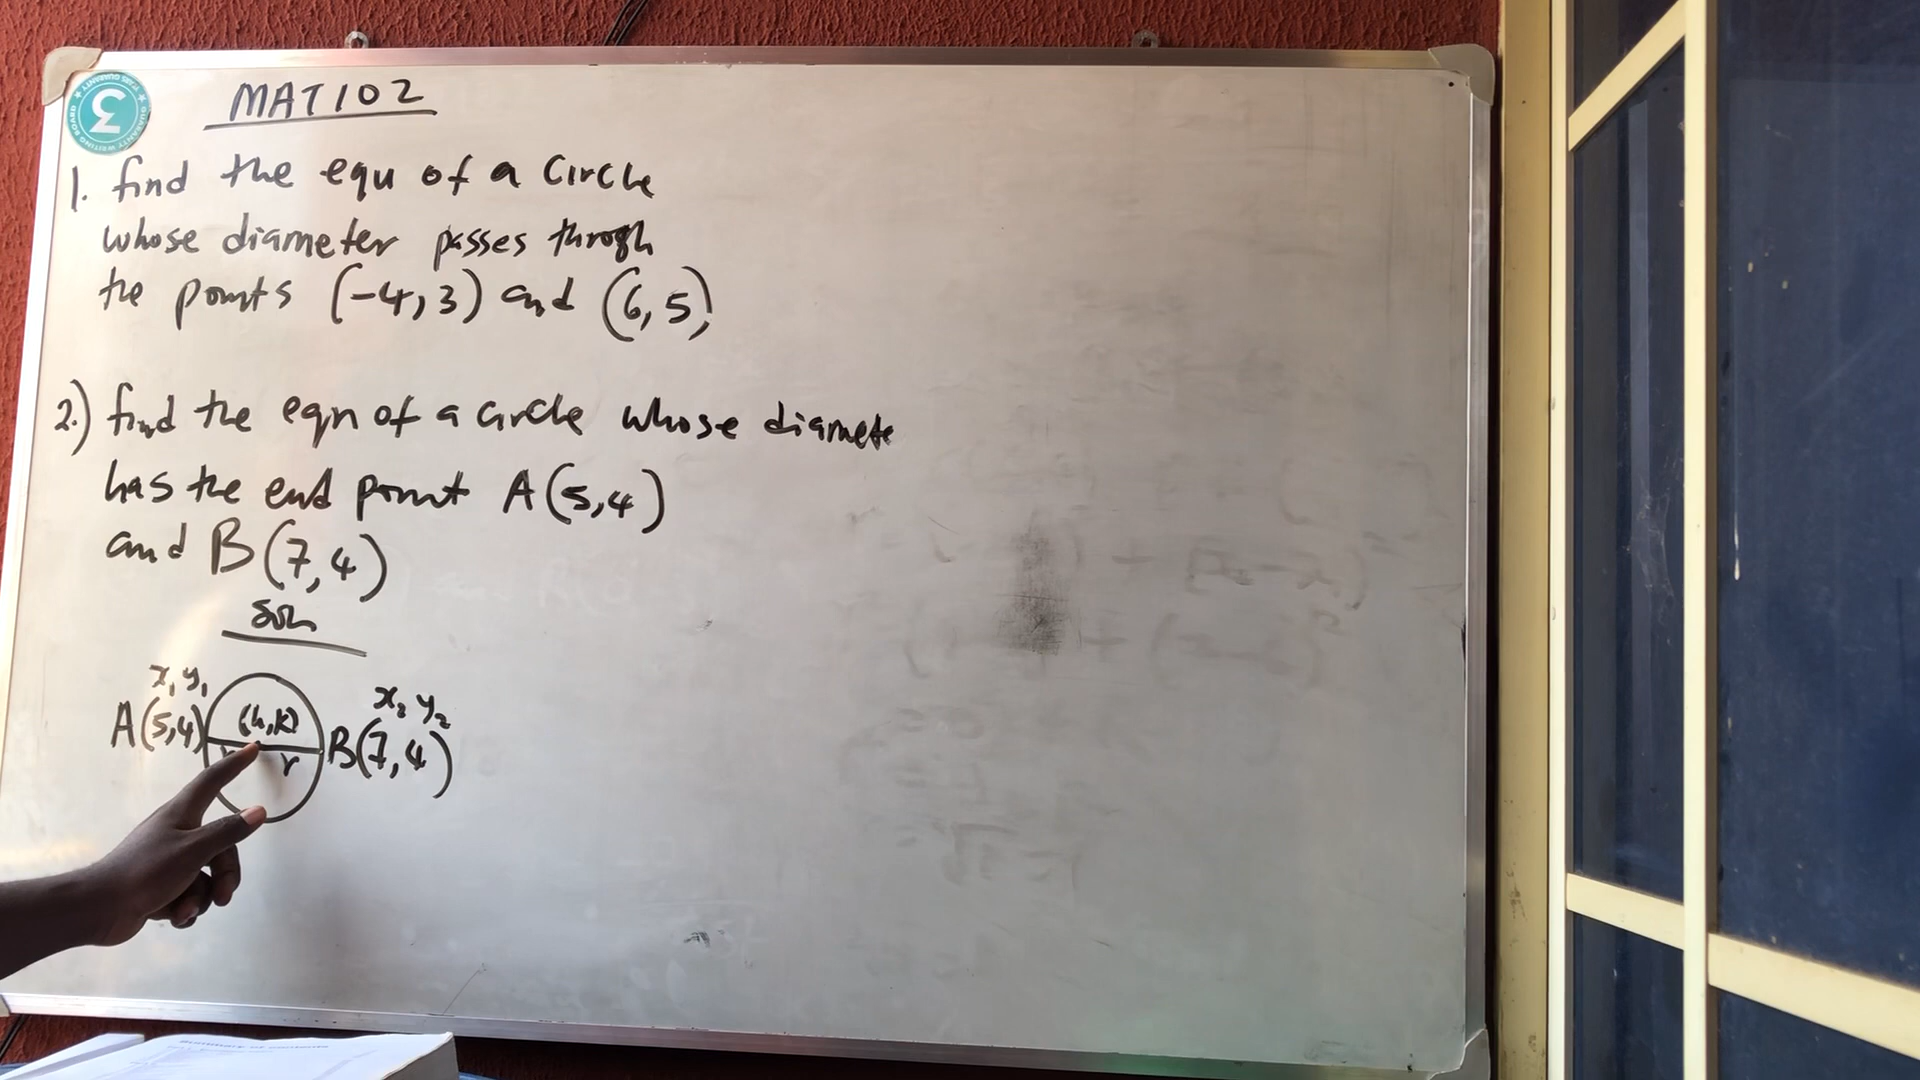 MAT102
1. find the equ of a Circle
whose diameter passes throgh
the points (-4,3) and (6,5),
2.) find the eqn of a circle whose diamete
has the end point A(5,4)
and B(7,4)
Soln
x₁ y₁
A(5,4)
(h,k)
r
r
x₂ y₂
B(7,4)
3